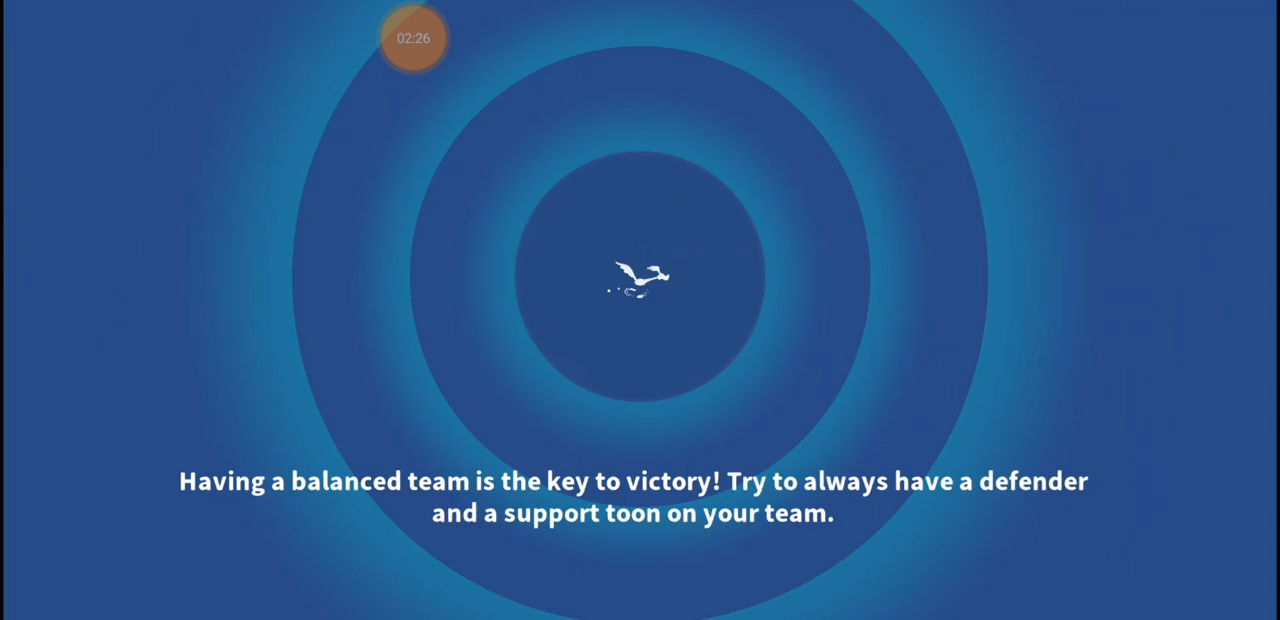 02:26
Having a balanced team is the key to victory! Try to always have a defender
and a support toon on your team.